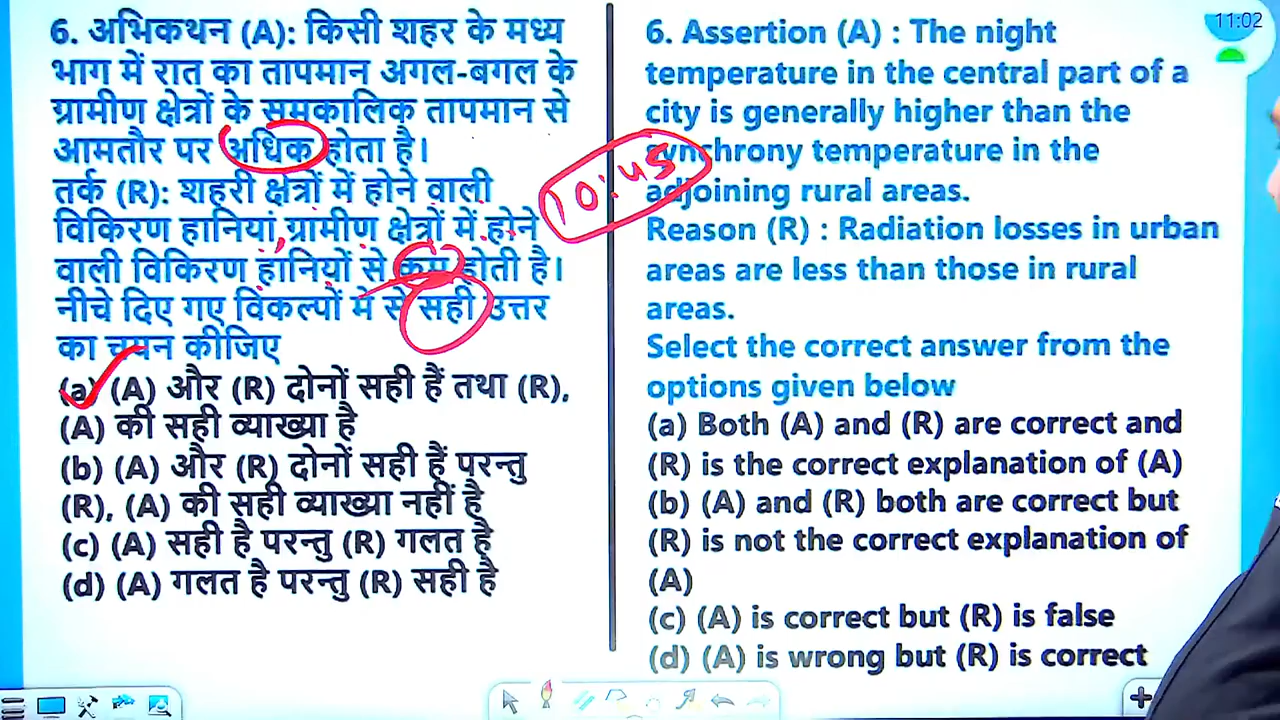 6. अभिकथन (A): किसी शहर के मध्य
भाग में रात का तापमान अगल-बगल के
ग्रामीण क्षेत्रों के समकालिक तापमान से
आमतौर पर अधिक होता है।
तर्क (R): शहरी क्षेत्रों में होने वाली
विकिरण हानियां,ग्रामीण क्षेत्रों में होने
वाली विकिरण हानियों से कम होती है।
नीचे दिए गए विकल्पों में से सही उत्तर
का चयन कीजिए
(a) (A) और (R) दोनों सही हैं तथा (R),
(A) की सही व्याख्या है
(b) (A) और (R) दोनों सही हैं परन्तु
(R), (A) की सही व्याख्या नहीं है
(c) (A) सही है परन्तु (R) गलत है
(d) (A) गलत है परन्तु (R) सही है
10:45
6. Assertion (A) : The night
temperature in the central part of a
city is generally higher than the
synchrony temperature in the
adjoining rural areas.
Reason (R) : Radiation losses in urban
areas are less than those in rural
areas.
Select the correct answer from the
options given below
(a) Both (A) and (R) are correct and
(R) is the correct explanation of (A)
(b) (A) and (R) both are correct but
(R) is not the correct explanation of
(A)
(c) (A) is correct but (R) is false
(d) (A) is wrong but (R) is correct
11:02